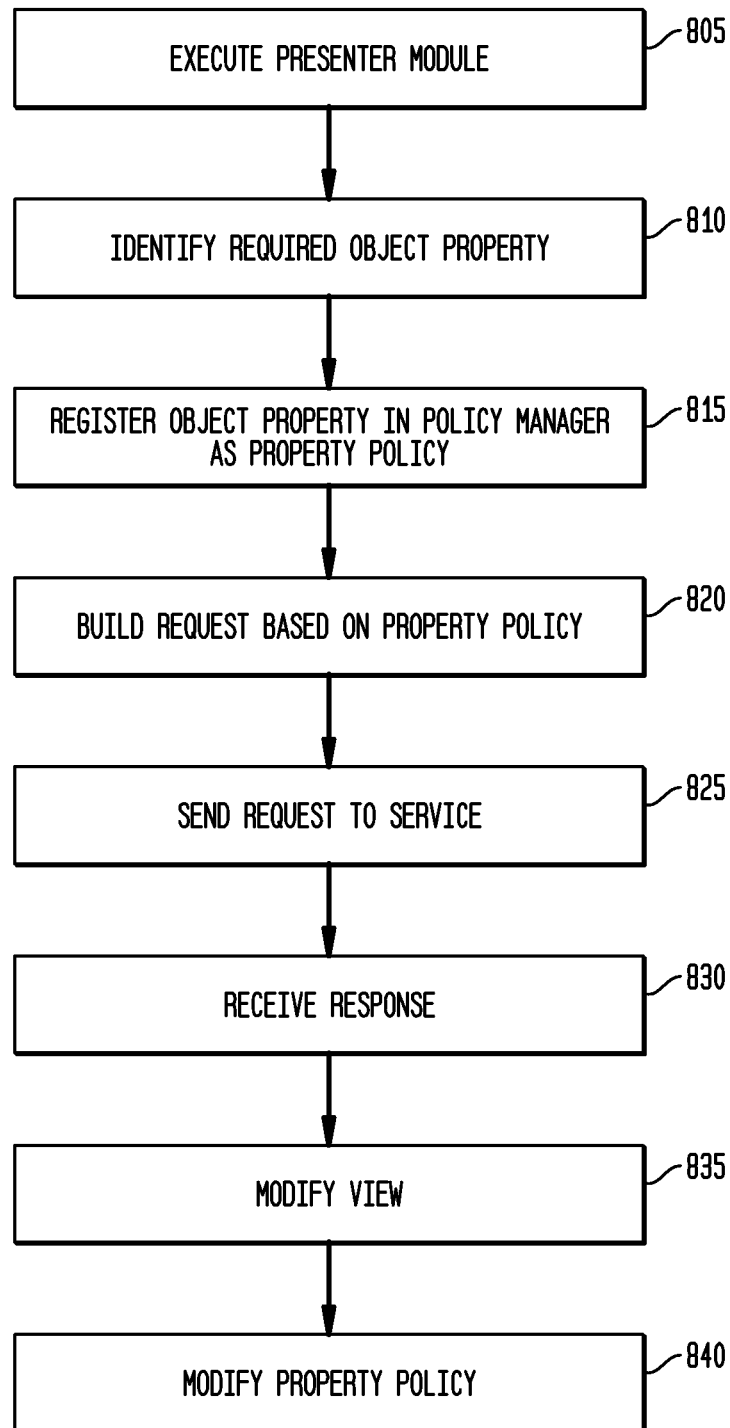 EXECUTE PRESENTER MODULE
805
IDENTIFY REQUIRED OBJECT PROPERTY
810
REGISTER OBJECT PROPERTY IN POLICY MANAGER
AS PROPERTY POLICY
815
BUILD REQUEST BASED ON PROPERTY POLICY
820
SEND REQUEST TO SERVICE
825
RECEIVE RESPONSE
830
MODIFY VIEW
835
MODIFY PROPERTY POLICY
840